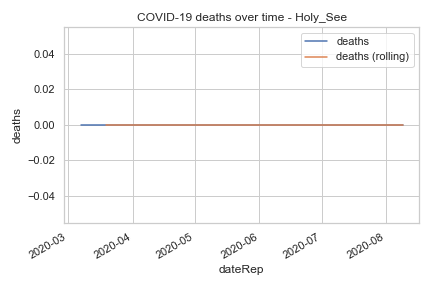 COVID-19 deaths over time - Holy_See
deaths
deaths (rolling)
0.04
0.02
0.00
−0.02
−0.04
deaths
2020-03
2020-04
2020-05
2020-06
2020-07
2020-08
dateRep